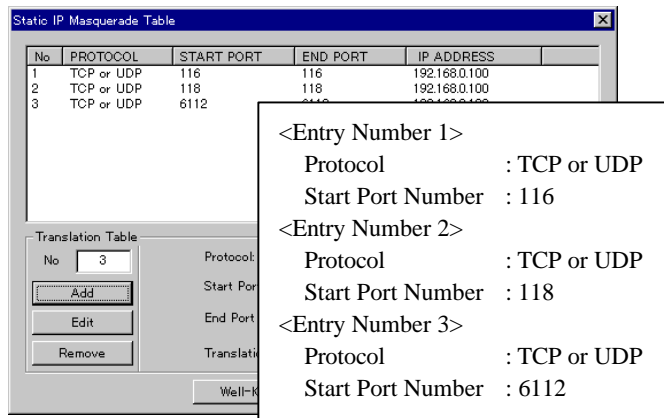 Static IP Masquerade Table
No PROTOCOL START PORT END PORT IP ADDRESS
1 TCP or UDP 116 116 192.168.0.100
2 TCP or UDP 118 118 192.168.0.100
3 TCP or UDP 6112
Translation Table
No 3
Add
Edit
Remove
Protocol:
Start Por
End Port
Translati
Well-K
<Entry Number 1>
Protocol : TCP or UDP
Start Port Number : 116
<Entry Number 2>
Protocol : TCP or UDP
Start Port Number : 118
<Entry Number 3>
Protocol : TCP or UDP
Start Port Number : 6112